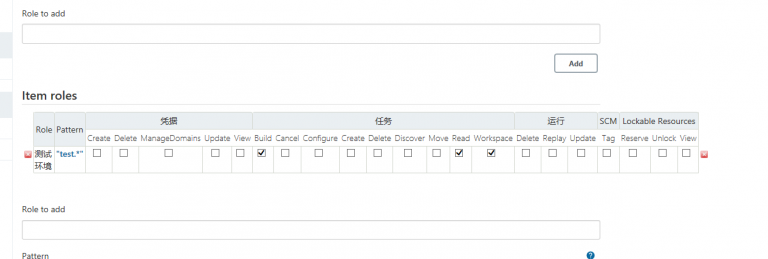 Role to add
Add
Item roles
Role Pattern 凭据 任务 运行 SCM Lockable Resources
Create Delete ManageDomains Update View Build Cancel Configure Create Delete Discover Move Read Workspace Delete Replay Update Tag Reserve Unlock View
测试 "test.*"
环境
Role to add
Pattern ?